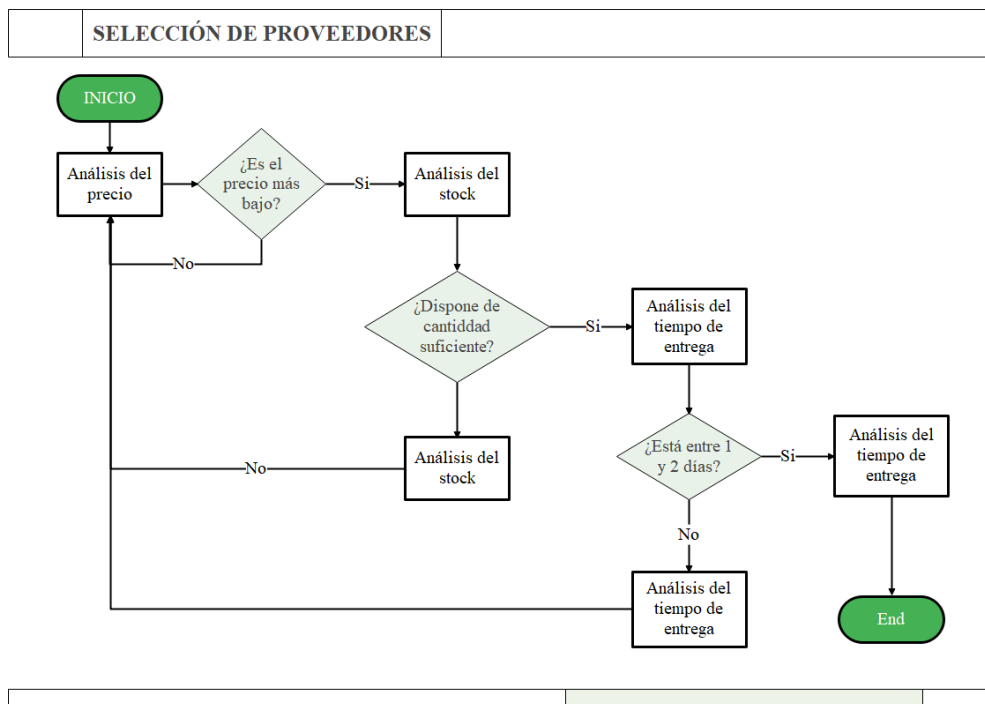 SELECCIÓN DE PROVEEDORES
INICIO
Análisis del
precio
¿Es el
precio más
bajo?
Si
Análisis del
stock
No
¿Dispone de
cantiddad
suficiente?
Si
Análisis del
tiempo de
entrega
¿Está entre 1
y 2 días?
Si
Análisis del
tiempo de
entrega
Análisis del
stock
No
No
Análisis del
tiempo de
entrega
End